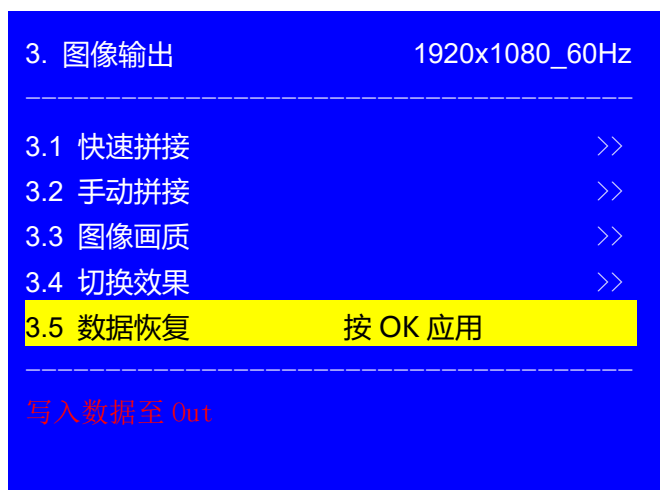 3. 图像输出 1920x1080_60Hz
3.1 快速拼接 >>
3.2 手动拼接 >>
3.3 图像画质 >>
3.4 切换效果 >>
3.5 数据恢复 按 OK 应用
写入数据至 Out